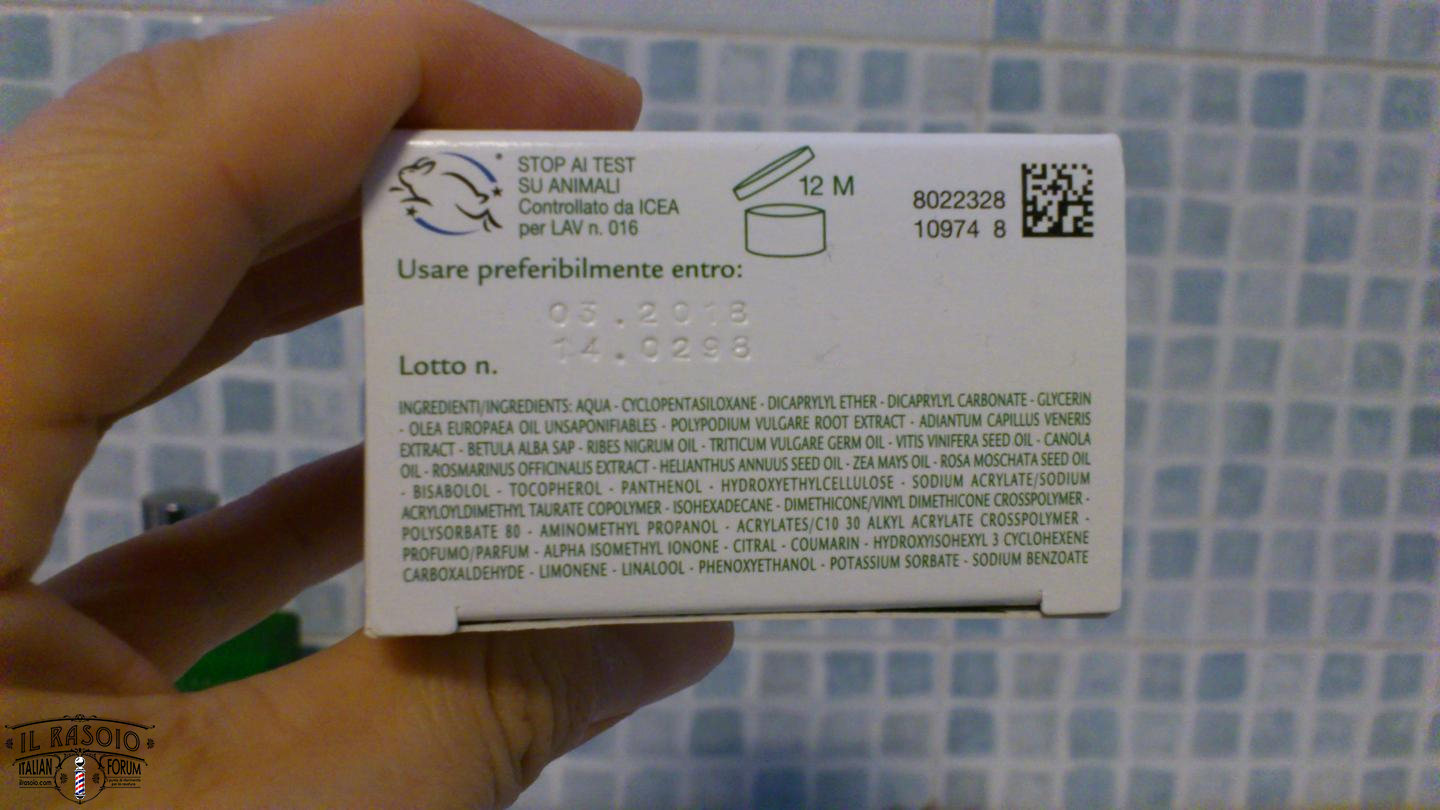 STOP AI TEST
SU ANIMALI
Controllato da ICEA
per LAV n. 016
12 M
8022328
10974 8
Usare preferibilmente entro:
03.2018
14.0298
Lotto n.
INGREDIENTI/INGREDIENTS: AQUA - CYCLOPENTASILOXANE - DICAPRYLYL ETHER - DICAPRYLYL CARBONATE - GLYCERIN
- OLEA EUROPAEA OIL UNSAPONIFIABLES - POLYPODIUM VULGARE ROOT EXTRACT - ADIANTUM CAPILLUS VENERIS
EXTRACT - BETULA ALBA SAP - RIBES NIGRUM OIL - TRITICUM VULGARE GERM OIL - VITIS VINIFERA SEED OIL - CANOLA
OIL - ROSMARINUS OFFICINALIS EXTRACT - HELIANTHUS ANNUUS SEED OIL - ZEA MAYS OIL - ROSA MOSCHATA SEED OIL
- BISABOLOL - TOCOPHEROL - PANTHENOL - HYDROXYETHYLCELLULOSE - SODIUM ACRYLATE/SODIUM
ACRYLOYLDIMETHYL TAURATE COPOLYMER - ISOHEXADECANE - DIMETHICONE/VINYL DIMETHICONE CROSSPOLYMER -
POLYSORBATE 80 - AMINOMETHYL PROPANOL - ACRYLATES/C10 30 ALKYL ACRYLATE CROSSPOLYMER -
PROFUMO/PARFUM - ALPHA ISOMETHYL IONONE - CITRAL - COUMARIN - HYDROXYISOHEXYL 3 CYCLOHEXENE
CARBOXALDEHYDE - LIMONENE - LINALOOL - PHENOXYETHANOL - POTASSIUM SORBATE - SODIUM BENZOATE
IL RASOIO
ITALIAN FORUM
ilrasoio.com